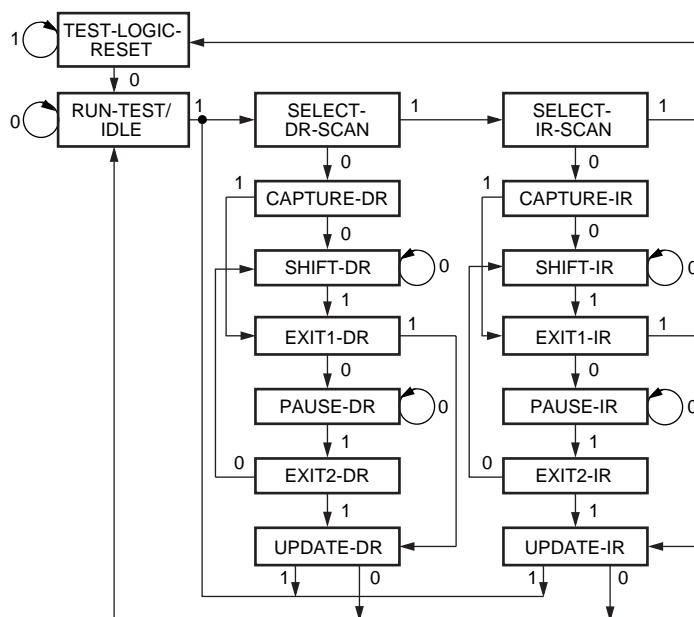 TEST-LOGIC-
RESET
1
0
RUN-TEST/
IDLE
0
1
SELECT-
DR-SCAN
1
SELECT-
IR-SCAN
1
0
0
1
CAPTURE-DR
1
CAPTURE-IR
0
0
SHIFT-DR
0
SHIFT-IR
0
1
1
EXIT1-DR
1
EXIT1-IR
1
0
0
PAUSE-DR
0
PAUSE-IR
0
1
1
0
EXIT2-DR
0
EXIT2-IR
1
1
UPDATE-DR
UPDATE-IR
1
0
1
0